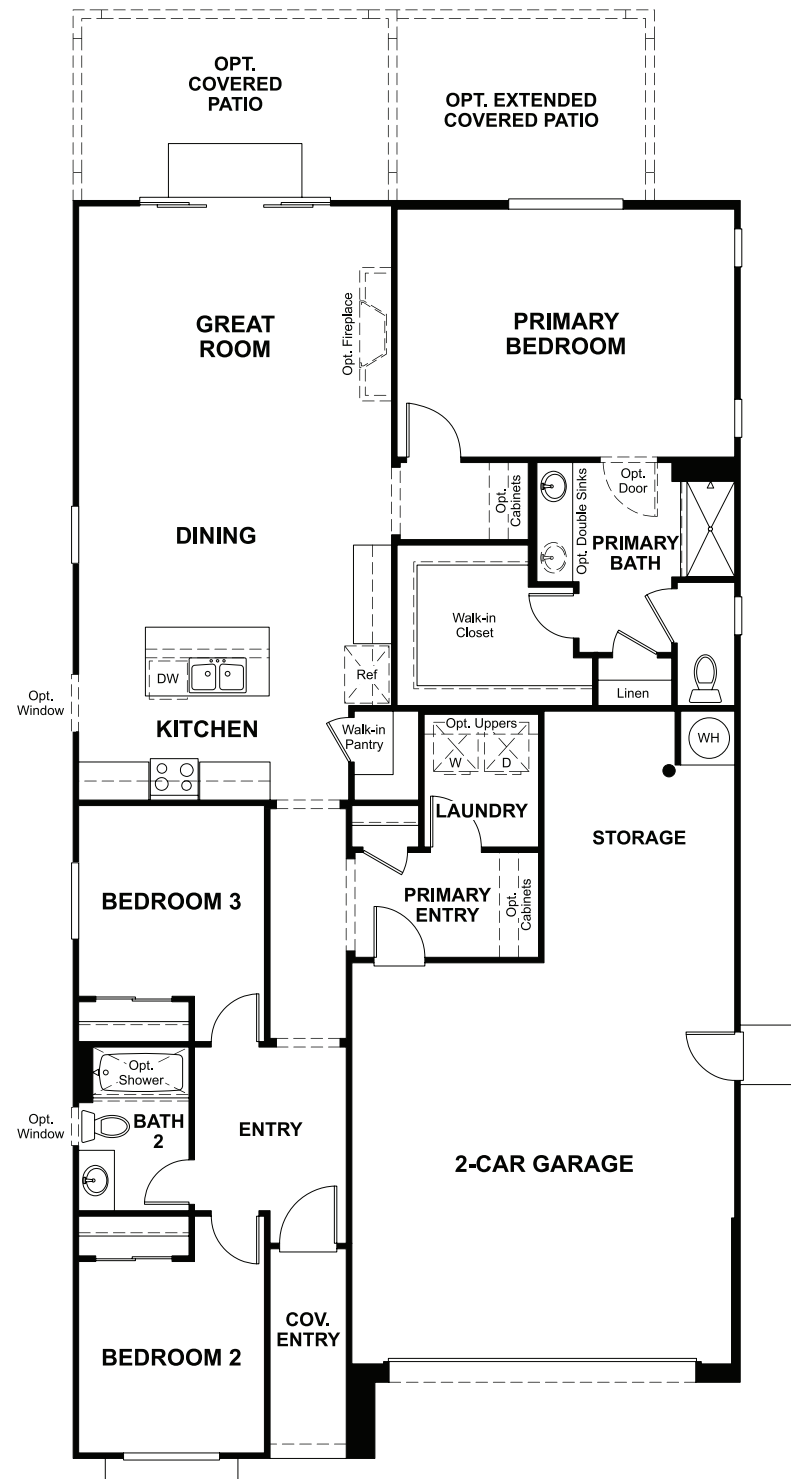 OPT.
COVERED
PATIO
OPT. EXTENDED
COVERED PATIO
GREAT
ROOM
Opt. Fireplace
PRIMARY
BEDROOM
DINING
Opt.
Cabinets
Opt. Double Sinks
Opt.
Door
PRIMARY
BATH
Walk-in
Closet
DW
Ref
Linen
Opt.
Window
KITCHEN
Walk-in
Pantry
Opt. Uppers
W
D
WH
LAUNDRY
STORAGE
BEDROOM 3
PRIMARY
ENTRY
Opt.
Cabinets
Opt.
Shower
Opt.
Window
BATH
2
ENTRY
2-CAR GARAGE
COV.
ENTRY
BEDROOM 2